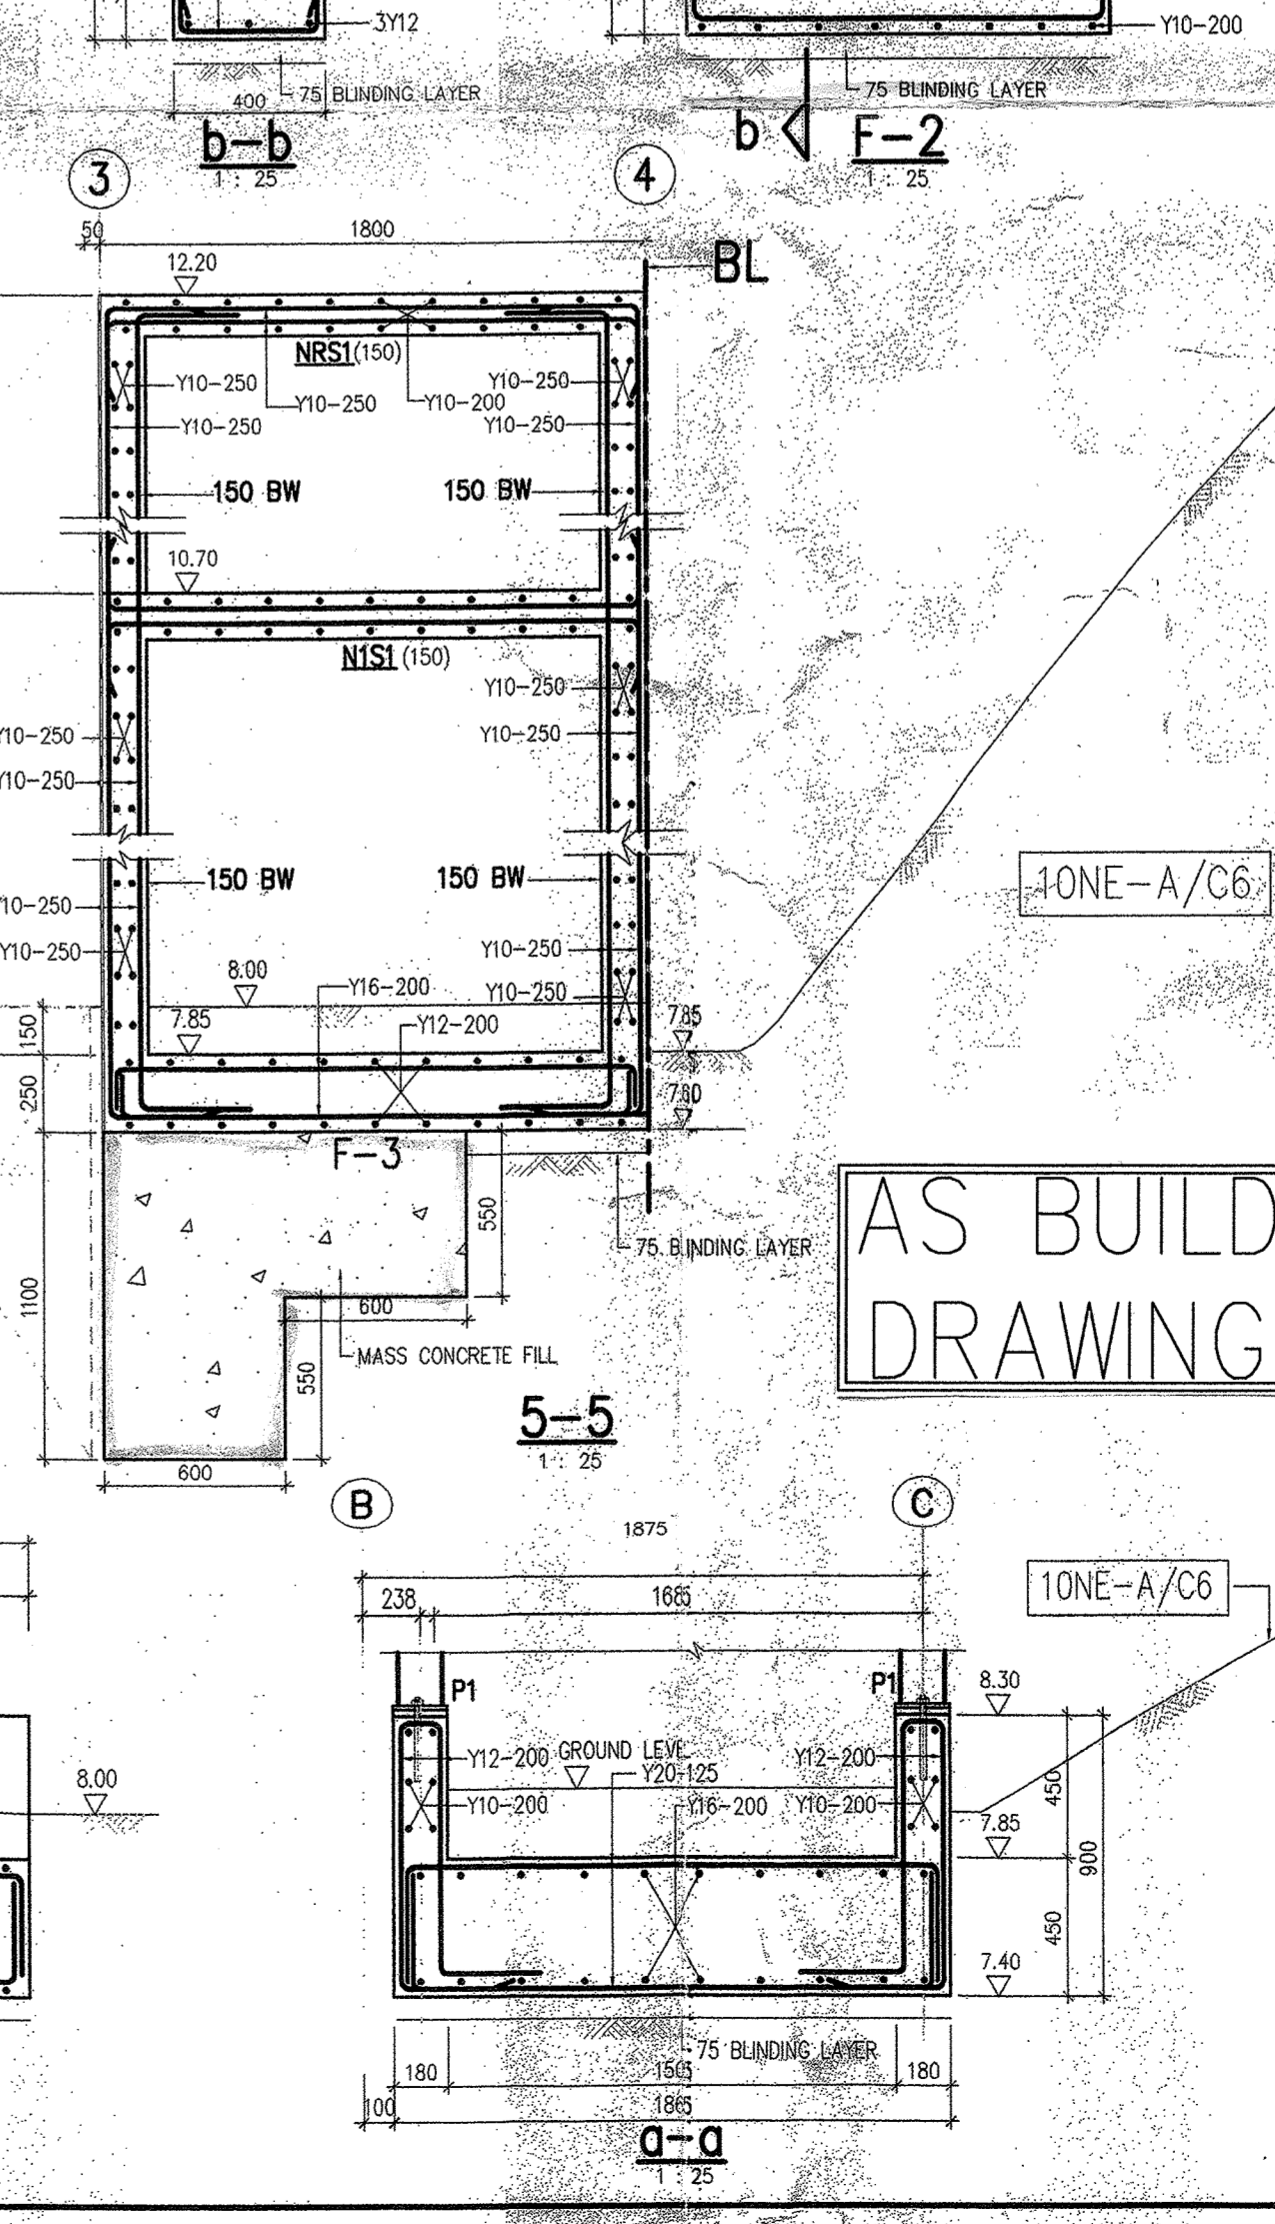 3Y12
Y10-200
75 BLINDING LAYER
75 BLINDING LAYER
400
b-b
1 : 25
b
F-2
1 : 25
3
4
50
1800
BL
12.20
NRS1(150)
Y10-250
Y10-250
Y10-250
Y10-200
Y10-250
Y10-250
150 BW
150 BW
10.70
N1S1 (150)
Y10-250
Y10-250
Y10-250
Y10-250
10NE-A/C6
150 BW
150 BW
10-250
Y10-250
Y10-250
Y10-250
8.00
Y16-200
7.85
Y12-200
7.85
7.60
150
250
F-3
AS BUILD
DRAWING
75 BLINDING LAYER
550
1100
600
MASS CONCRETE FILL
550
600
5-5
1 : 25
B
C
1875
10NE-A/C6
238
1685
P1
P1
8.30
8.00
Y12-200
GROUND LEVEL
Y12-200
Y20-125
Y10-200
Y16-200
Y10-200
450
7.85
900
450
7.40
75 BLINDING LAYER
180
1505
180
100
1865
a-a
1 : 25